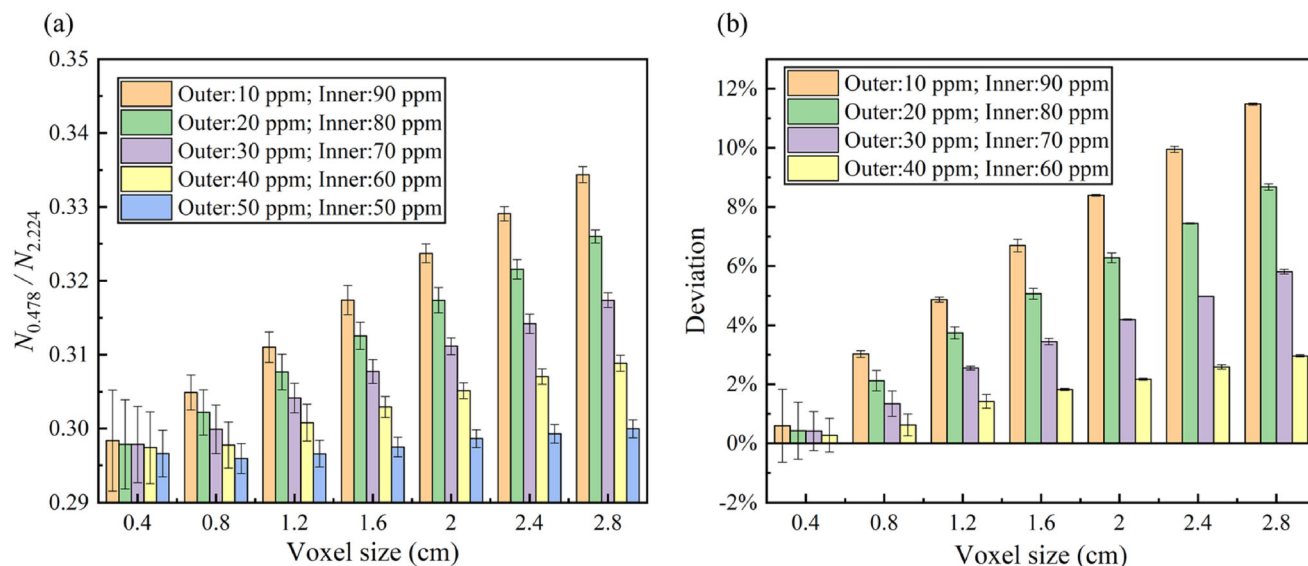 (a)
0.35
0.34
0.33
0.32
0.31
0.30
0.29
N0.478 / N2.224
Outer:10 ppm; Inner:90 ppm
Outer:20 ppm; Inner:80 ppm
Outer:30 ppm; Inner:70 ppm
Outer:40 ppm; Inner:60 ppm
Outer:50 ppm; Inner:50 ppm
0.4 0.8 1.2 1.6 2 2.4 2.8
Voxel size (cm)
(b)
12%
10%
8%
6%
4%
2%
0%
-2%
Deviation
Outer:10 ppm; Inner:90 ppm
Outer:20 ppm; Inner:80 ppm
Outer:30 ppm; Inner:70 ppm
Outer:40 ppm; Inner:60 ppm
0.4 0.8 1.2 1.6 2 2.4 2.8
Voxel size (cm)